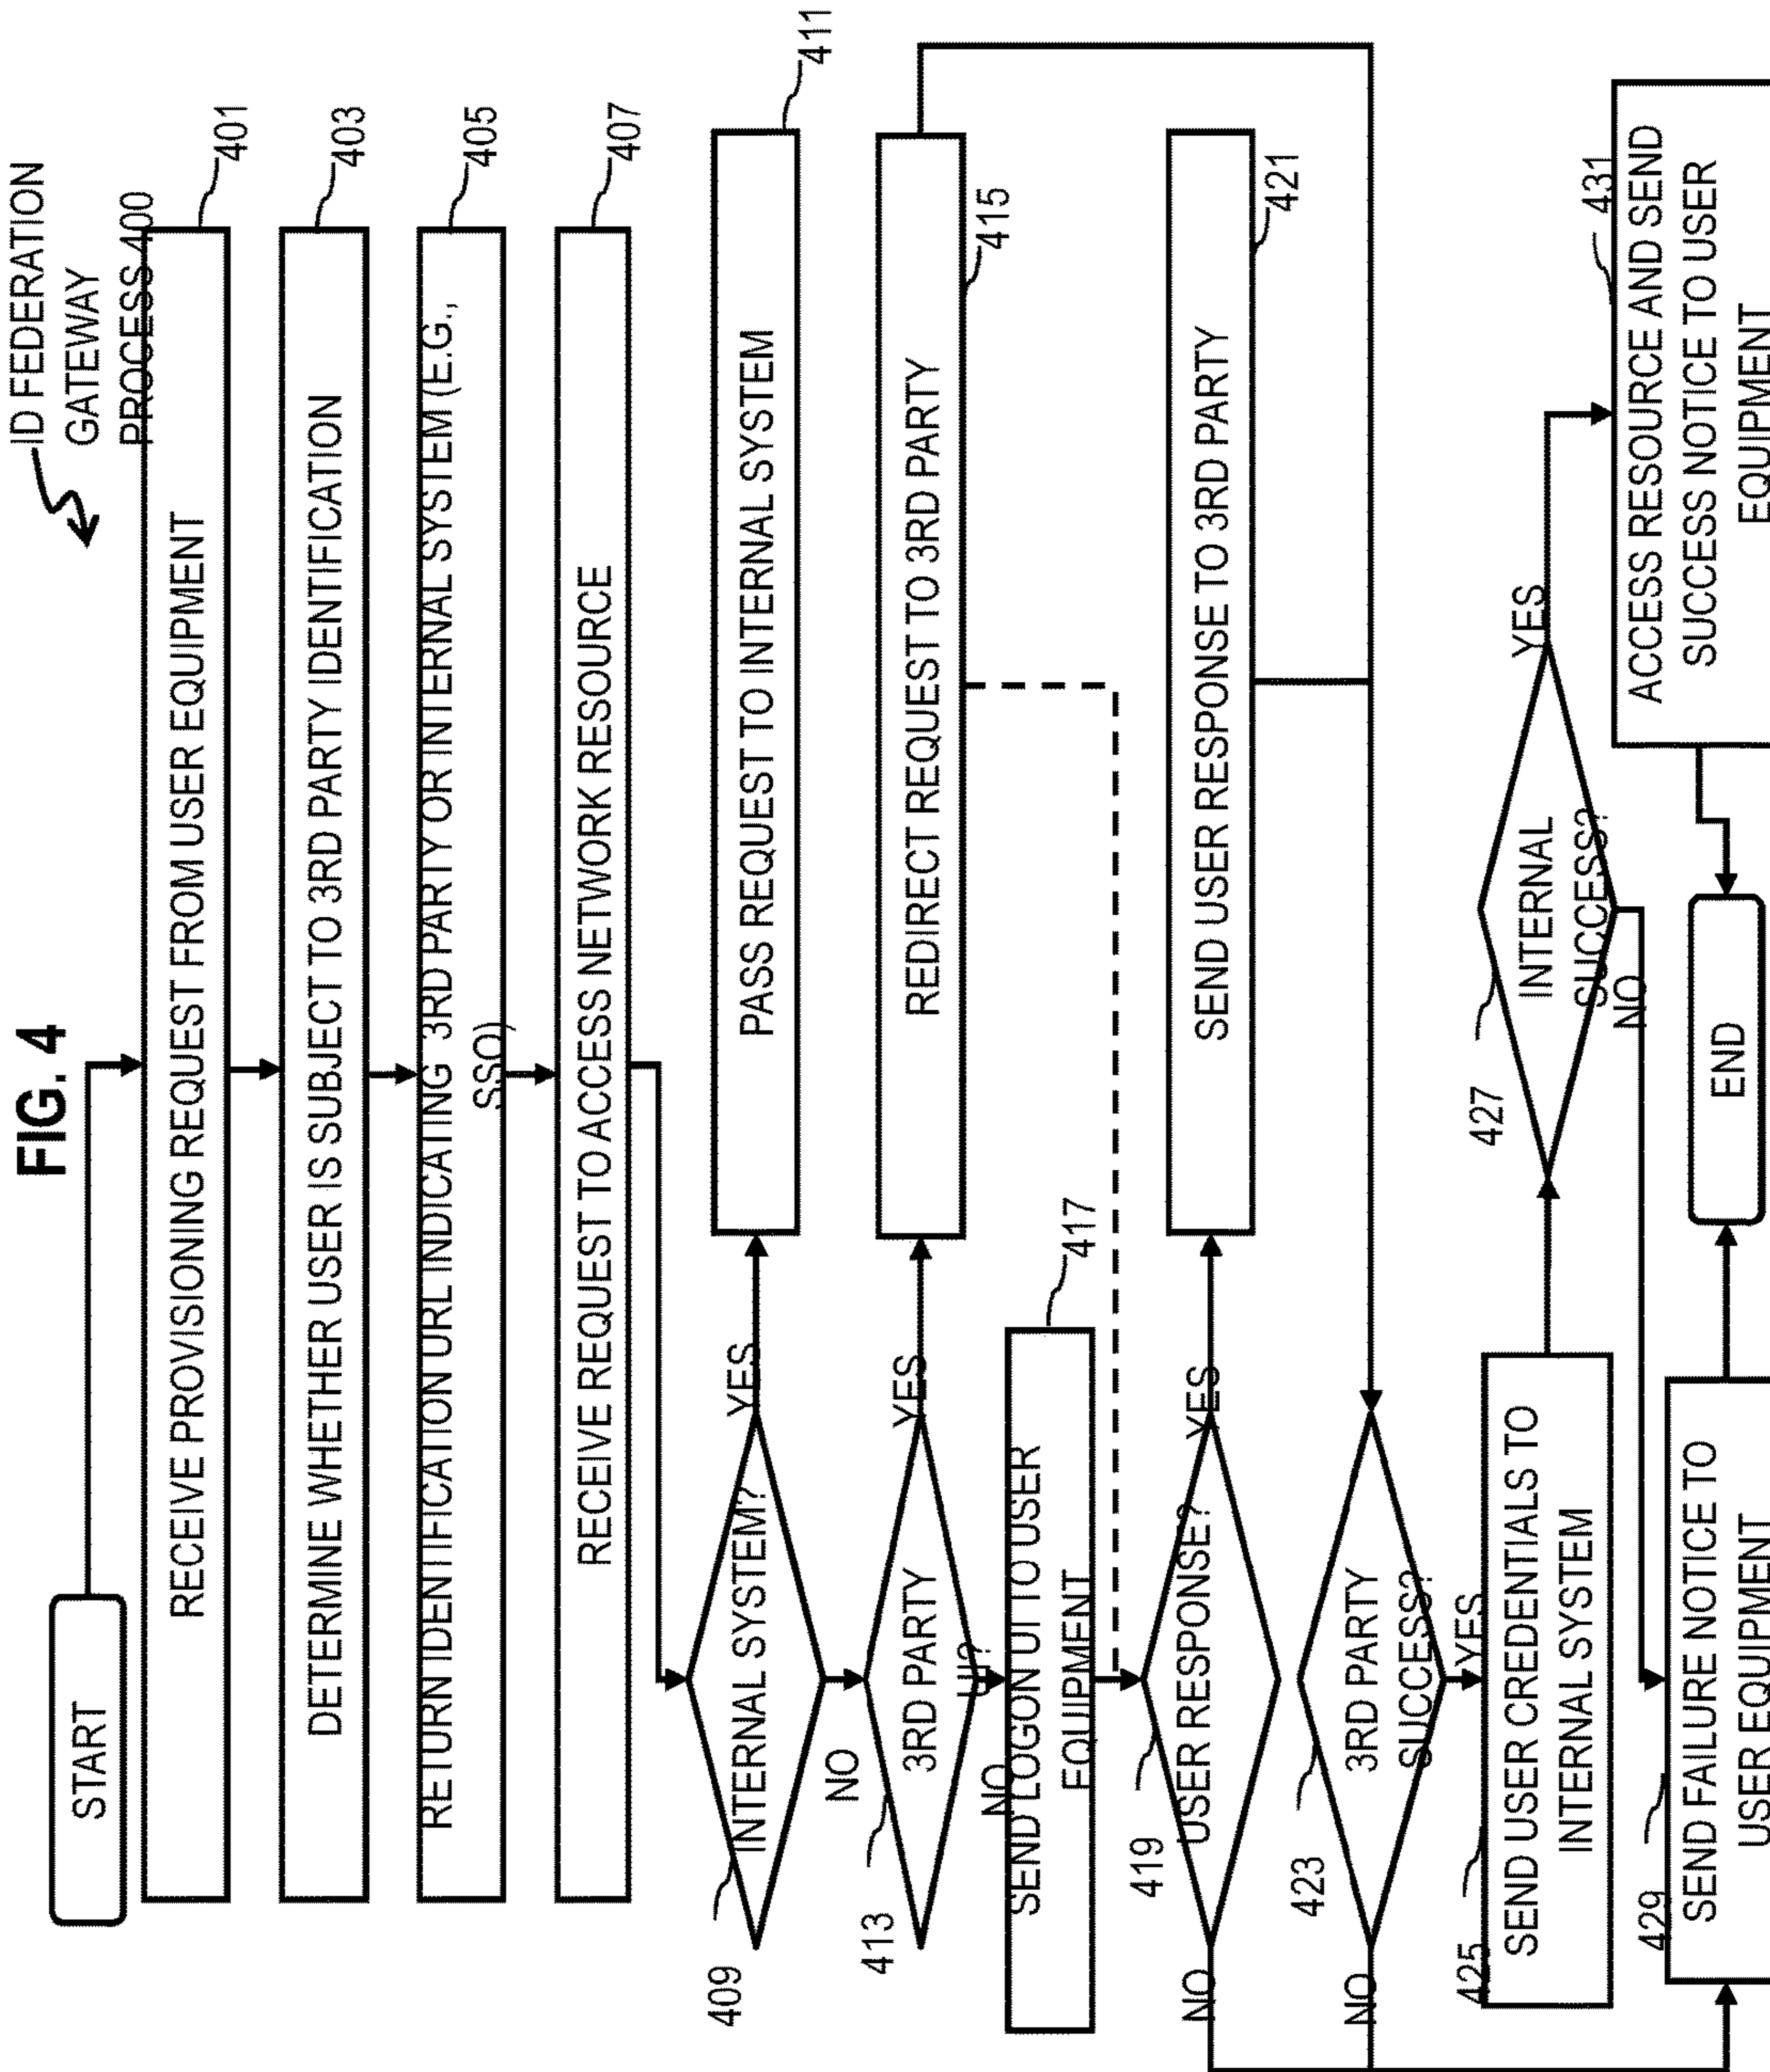 FIG. 4
ID FEDERATION
GATEWAY
PROCESS 400
START
RECEIVE PROVISIONING REQUEST FROM USER EQUIPMENT
401
DETERMINE WHETHER USER IS SUBJECT TO 3RD PARTY IDENTIFICATION
403
RETURN IDENTIFICATION URL INDICATING 3RD PARTY OR INTERNAL SYSTEM (E.G.,
SSO)
405
RECEIVE REQUEST TO ACCESS NETWORK RESOURCE
407
409
INTERNAL SYSTEM?
YES
NO
PASS REQUEST TO INTERNAL SYSTEM
411
413
3RD PARTY
UI?
YES
NO
REDIRECT REQUEST TO 3RD PARTY
415
SEND LOGON UI TO USER
EQUIPMENT
417
419
USER RESPONSE?
YES
NO
SEND USER RESPONSE TO 3RD PARTY
421
423
3RD PARTY
SUCCESS?
YES
NO
425
SEND USER CREDENTIALS TO
INTERNAL SYSTEM
427
INTERNAL
SUCCESS?
YES
NO
429
SEND FAILURE NOTICE TO
USER EQUIPMENT
431
ACCESS RESOURCE AND SEND
SUCCESS NOTICE TO USER
EQUIPMENT
END